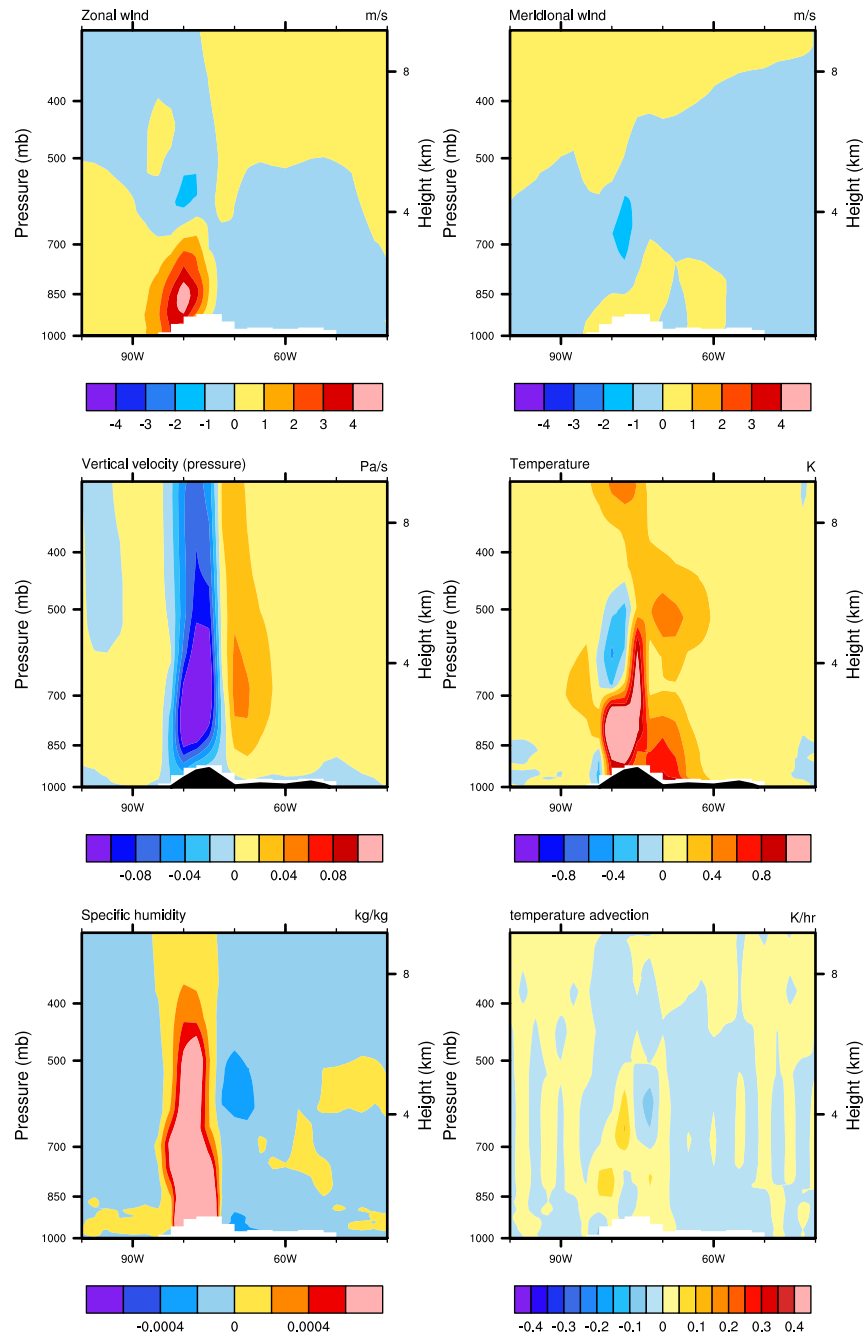 Zonal wind m/s
Meridional wind m/s
Pressure (mb)
400
500
700
850
1000
8
4
Height (km)
90W 60W
-4 -3 -2 -1 0 1 2 3 4
Pressure (mb)
400
500
700
850
1000
8
4
Height (km)
90W 60W
-4 -3 -2 -1 0 1 2 3 4
Vertical velocity (pressure) Pa/s
Temperature K
Pressure (mb)
400
500
700
850
1000
8
4
Height (km)
90W 60W
-0.08 -0.04 0 0.04 0.08
Pressure (mb)
400
500
700
850
1000
8
4
Height (km)
90W 60W
-0.8 -0.4 0 0.4 0.8
Specific humidity kg/kg
temperature advection K/hr
Pressure (mb)
400
500
700
850
1000
8
4
Height (km)
90W 60W
-0.0004 0 0.0004
Pressure (mb)
400
500
700
850
1000
8
4
Height (km)
90W 60W
-0.4 -0.3 -0.2 -0.1 0 0.1 0.2 0.3 0.4